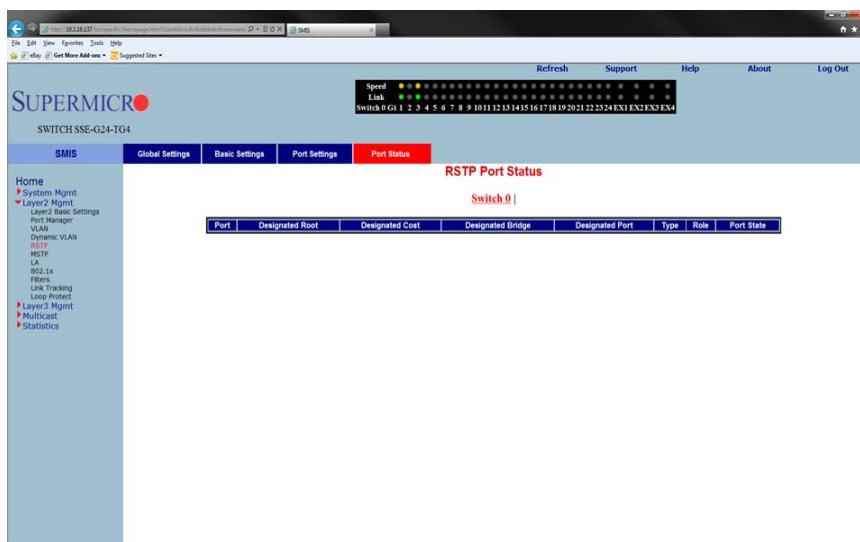 SMIS
File Edit View Favorites Tools Help
eBay Get More Add-ons Suggested Sites
Refresh Support Help About Log Out
SUPERMICRO
SWITCH SSE-G24-TG4
Speed
Link
Switch 0 Gi 1 2 3 4 5 6 7 8 9 10 11 12 13 14 15 16 17 18 19 20 21 22 23 24 EX1 EX2 EX3 EX4
SMIS Global Settings Basic Settings Port Settings Port Status
RSTP Port Status
Switch 0 |
Port Designated Root Designated Cost Designated Bridge Designated Port Type Role Port State
Home
System Mgmt
Layer2 Mgmt
Layer2 Basic Settings
Port Manager
VLAN
Dynamic VLAN
RSTP
MSTP
LA
802.1x
Filters
Link Tracking
Loop Protect
Layer3 Mgmt
Multicast
Statistics